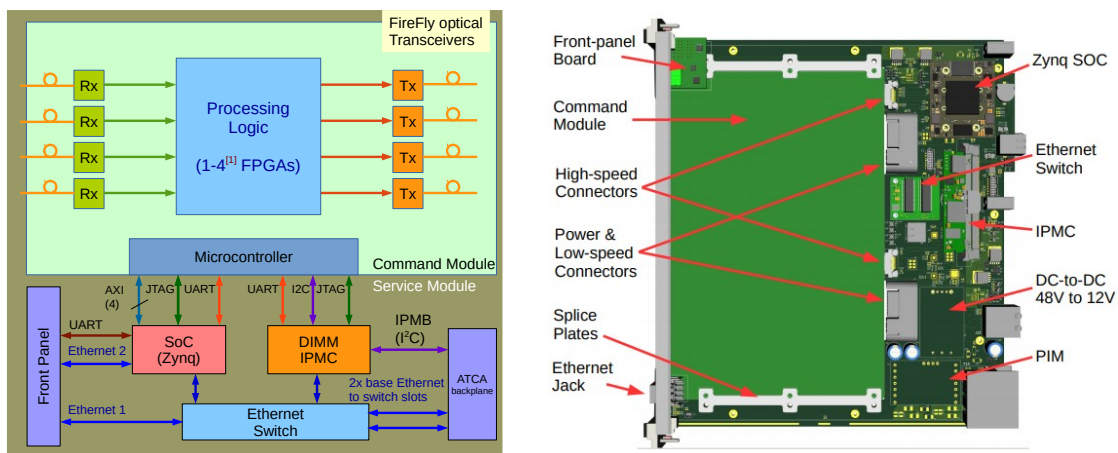 FireFly optical
Transceivers
Rx
Rx
Rx
Rx
Processing
Logic
(1-4[1] FPGAs)
Tx
Tx
Tx
Tx
Microcontroller
Command Module
Service Module
AXI
(4)
JTAG
UART
UART
I2C
JTAG
Front Panel
UART
Ethernet 2
Ethernet 1
SoC
(Zynq)
DIMM
IPMC
IPMB
(I2C)
2x base Ethernet
to switch slots
ATCA
backplane
Ethernet
Switch
Front-panel
Board
Command
Module
High-speed
Connectors
Power &
Low-speed
Connectors
Splice
Plates
Ethernet
Jack
Zynq SOC
Ethernet
Switch
IPMC
DC-to-DC
48V to 12V
PIM